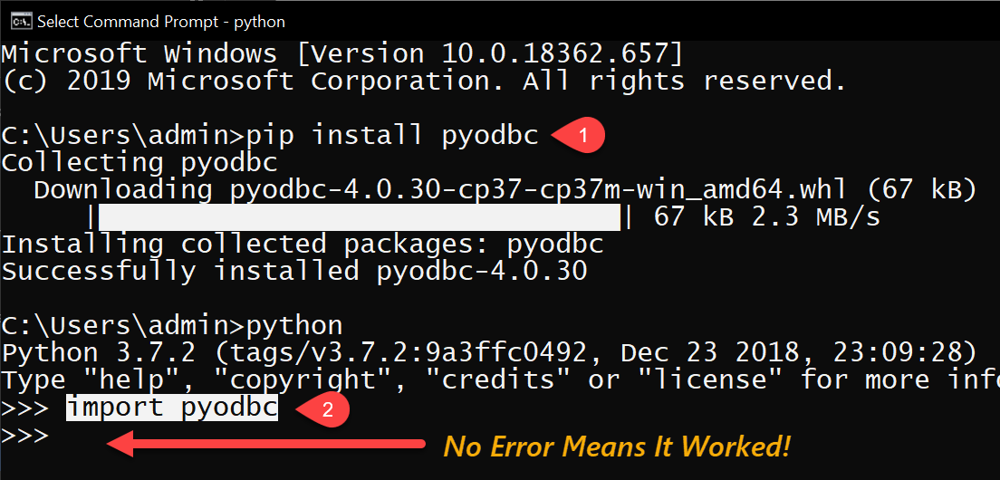 Select Command Prompt - python
Microsoft Windows [Version 10.0.18362.657]
(c) 2019 Microsoft Corporation. All rights reserved.
C:\Users\admin>pip install pyodbc 1
Collecting pyodbc
Downloading pyodbc-4.0.30-cp37-cp37m-win_amd64.whl (67 kB)
| | 67 kB 2.3 MB/s
Installing collected packages: pyodbc
Successfully installed pyodbc-4.0.30
C:\Users\admin>python
Python 3.7.2 (tags/v3.7.2:9a3ffc0492, Dec 23 2018, 23:09:28)
Type "help", "copyright", "credits" or "license" for more info
>>> import pyodbc 2
>>>
No Error Means It Worked!